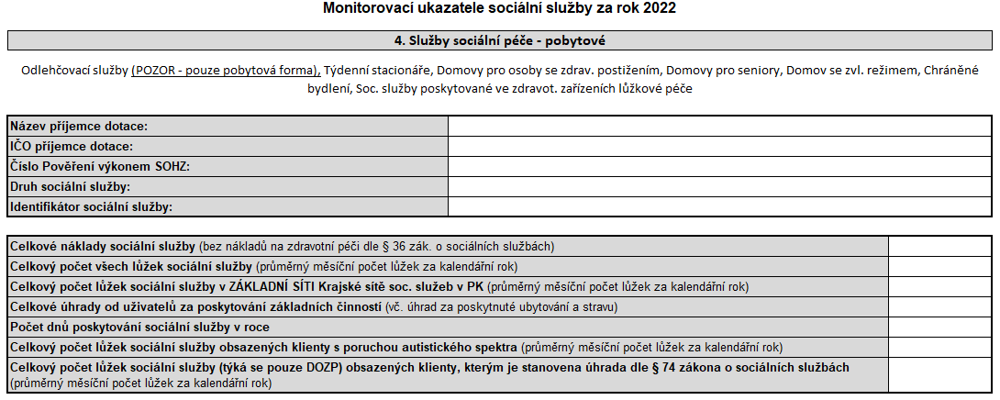 Monitorovací ukazatele sociální služby za rok 2022
4. Služby sociální péče - pobytové
Odlehčovací služby (POZOR - pouze pobytová forma), Týdenní stacionáře, Domovy pro osoby se zdrav. postižením, Domovy pro seniory, Domov se zvl. režimem, Chráněné
bydlení, Soc. služby poskytované ve zdravot. zařízeních lůžkové péče
Název příjemce dotace:
IČO příjemce dotace:
Číslo Pověření výkonem SOHZ:
Druh sociální služby:
Identifikátor sociální služby:
Celkové náklady sociální služby (bez nákladů na zdravotní péči dle § 36 zák. o sociálních službách)
Celkový počet všech lůžek sociální služby (průměrný měsíční počet lůžek za kalendářní rok)
Celkový počet lůžek sociální služby v ZÁKLADNÍ SÍTI Krajské sítě soc. služeb v PK (průměrný měsíční počet lůžek za kalendářní rok)
Celkové úhrady od uživatelů za poskytování základních činností (vč. úhrad za poskytnuté ubytování a stravu)
Počet dnů poskytování sociální služby v roce
Celkový počet lůžek sociální služby obsazených klienty s poruchou autistického spektra (průměrný měsíční počet lůžek za kalendářní rok)
Celkový počet lůžek sociální služby (týká se pouze DOZP) obsazených klienty, kterým je stanovena úhrada dle § 74 zákona o sociálních službách
(průměrný měsíční počet lůžek za kalendářní rok)